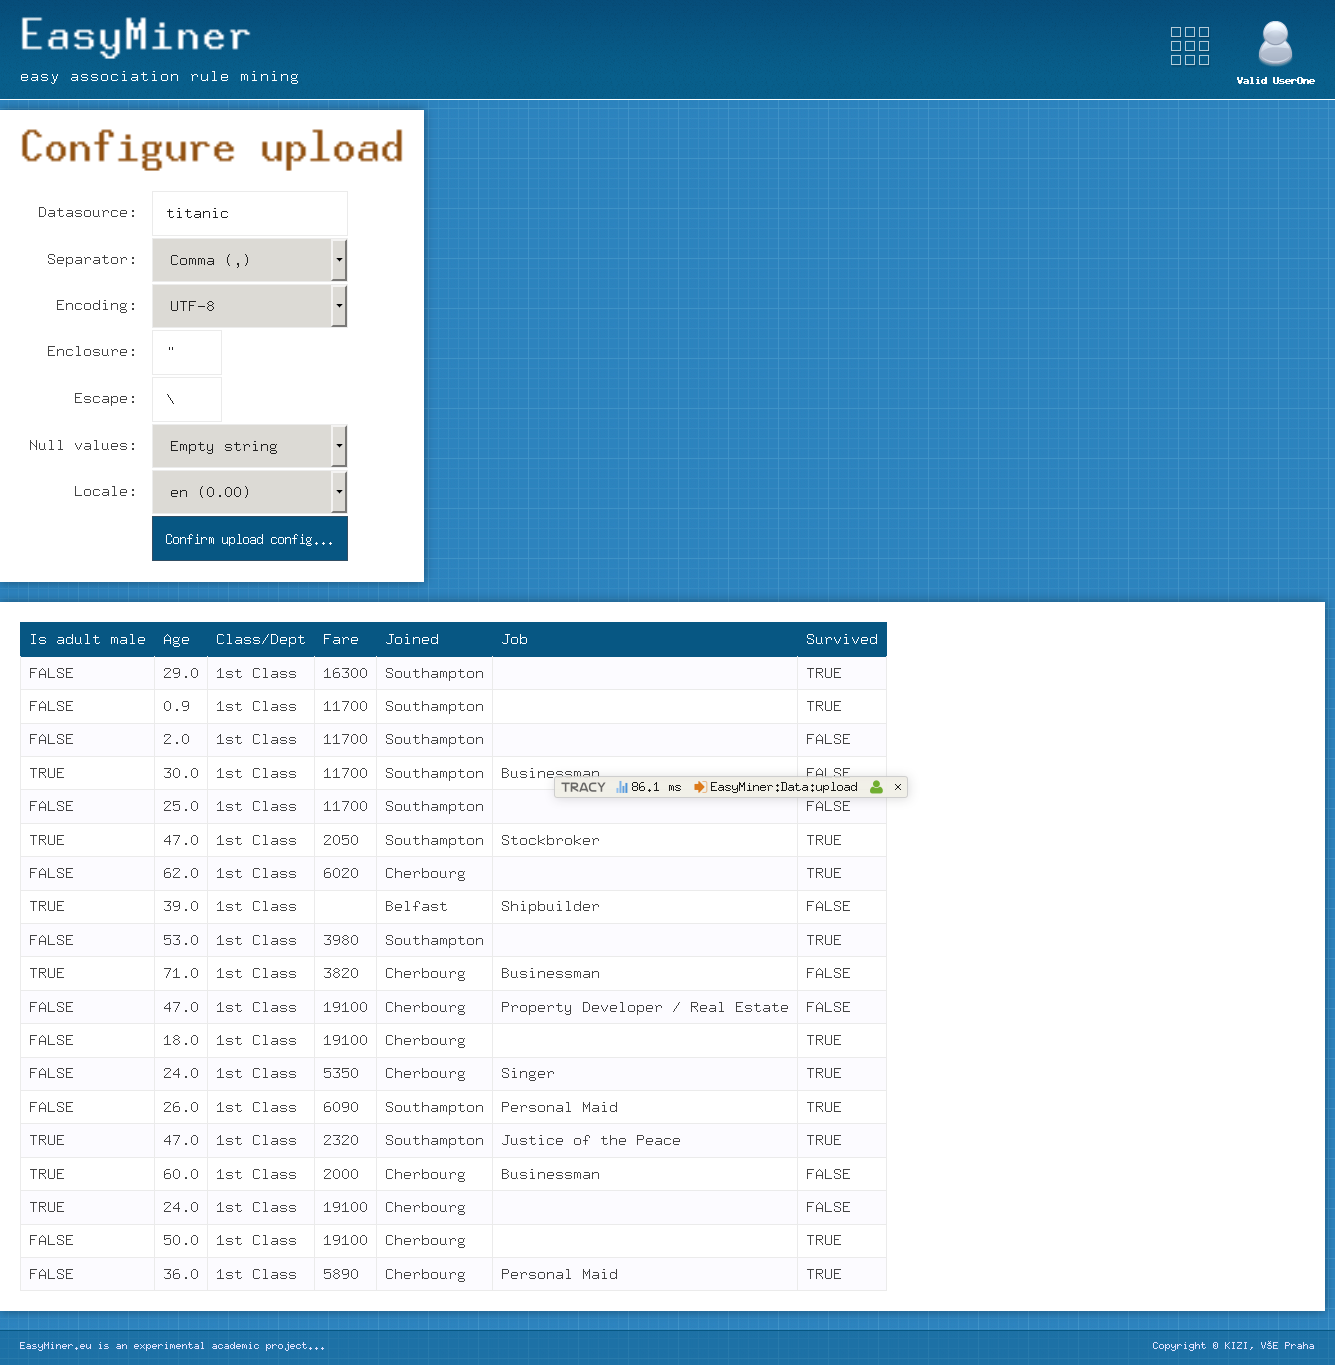 EasyMiner
easy association rule mining
Valid UserOne
Configure upload
Datasource: titanic
Separator: Comma (,)
Encoding: UTF-8
Enclosure: "
Escape: \
Null values: Empty string
Locale: en (0.00)
Confirm upload config...
Is adult male Age Class/Dept Fare Joined Job Survived
FALSE 29.0 1st Class 16300 Southampton TRUE
FALSE 0.9 1st Class 11700 Southampton TRUE
FALSE 2.0 1st Class 11700 Southampton FALSE
TRUE 30.0 1st Class 11700 Southampton Businessman FALSE
TRACY 86.1 ms EasyMiner:Data:upload ×
FALSE 25.0 1st Class 11700 Southampton FALSE
TRUE 47.0 1st Class 2050 Southampton Stockbroker TRUE
FALSE 62.0 1st Class 6020 Cherbourg TRUE
TRUE 39.0 1st Class Belfast Shipbuilder FALSE
FALSE 53.0 1st Class 3980 Southampton TRUE
TRUE 71.0 1st Class 3820 Cherbourg Businessman FALSE
FALSE 47.0 1st Class 19100 Cherbourg Property Developer / Real Estate FALSE
FALSE 18.0 1st Class 19100 Cherbourg TRUE
FALSE 24.0 1st Class 5350 Cherbourg Singer TRUE
FALSE 26.0 1st Class 6090 Southampton Personal Maid TRUE
TRUE 47.0 1st Class 2320 Southampton Justice of the Peace TRUE
TRUE 60.0 1st Class 2000 Cherbourg Businessman FALSE
TRUE 24.0 1st Class 19100 Cherbourg FALSE
FALSE 50.0 1st Class 19100 Cherbourg TRUE
FALSE 36.0 1st Class 5890 Cherbourg Personal Maid TRUE
EasyMiner.eu is an experimental academic project...
Copyright © KIZI, VŠE Praha